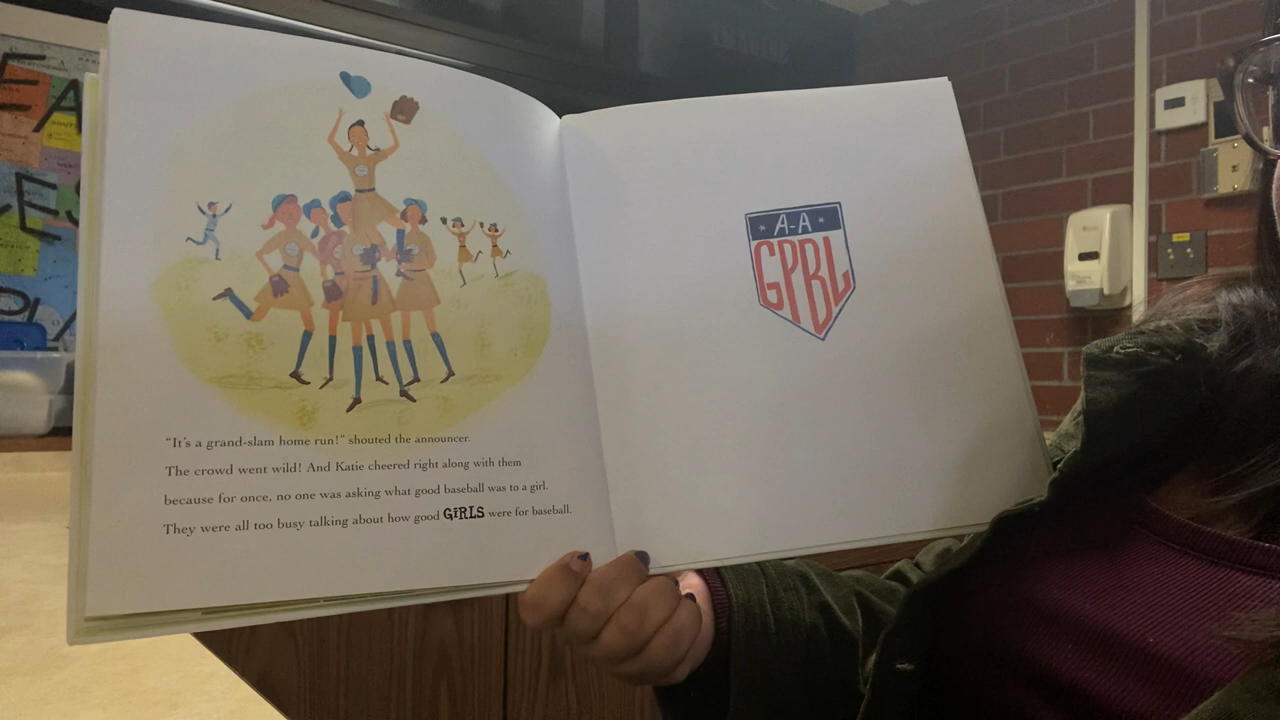 "It's a grand-slam home run!" shouted the announcer.
The crowd went wild! And Katie cheered right along with them
because for once, no one was asking what good baseball was to a girl.
They were all too busy talking about how good GiRLS were for baseball.
A-A
GPBL